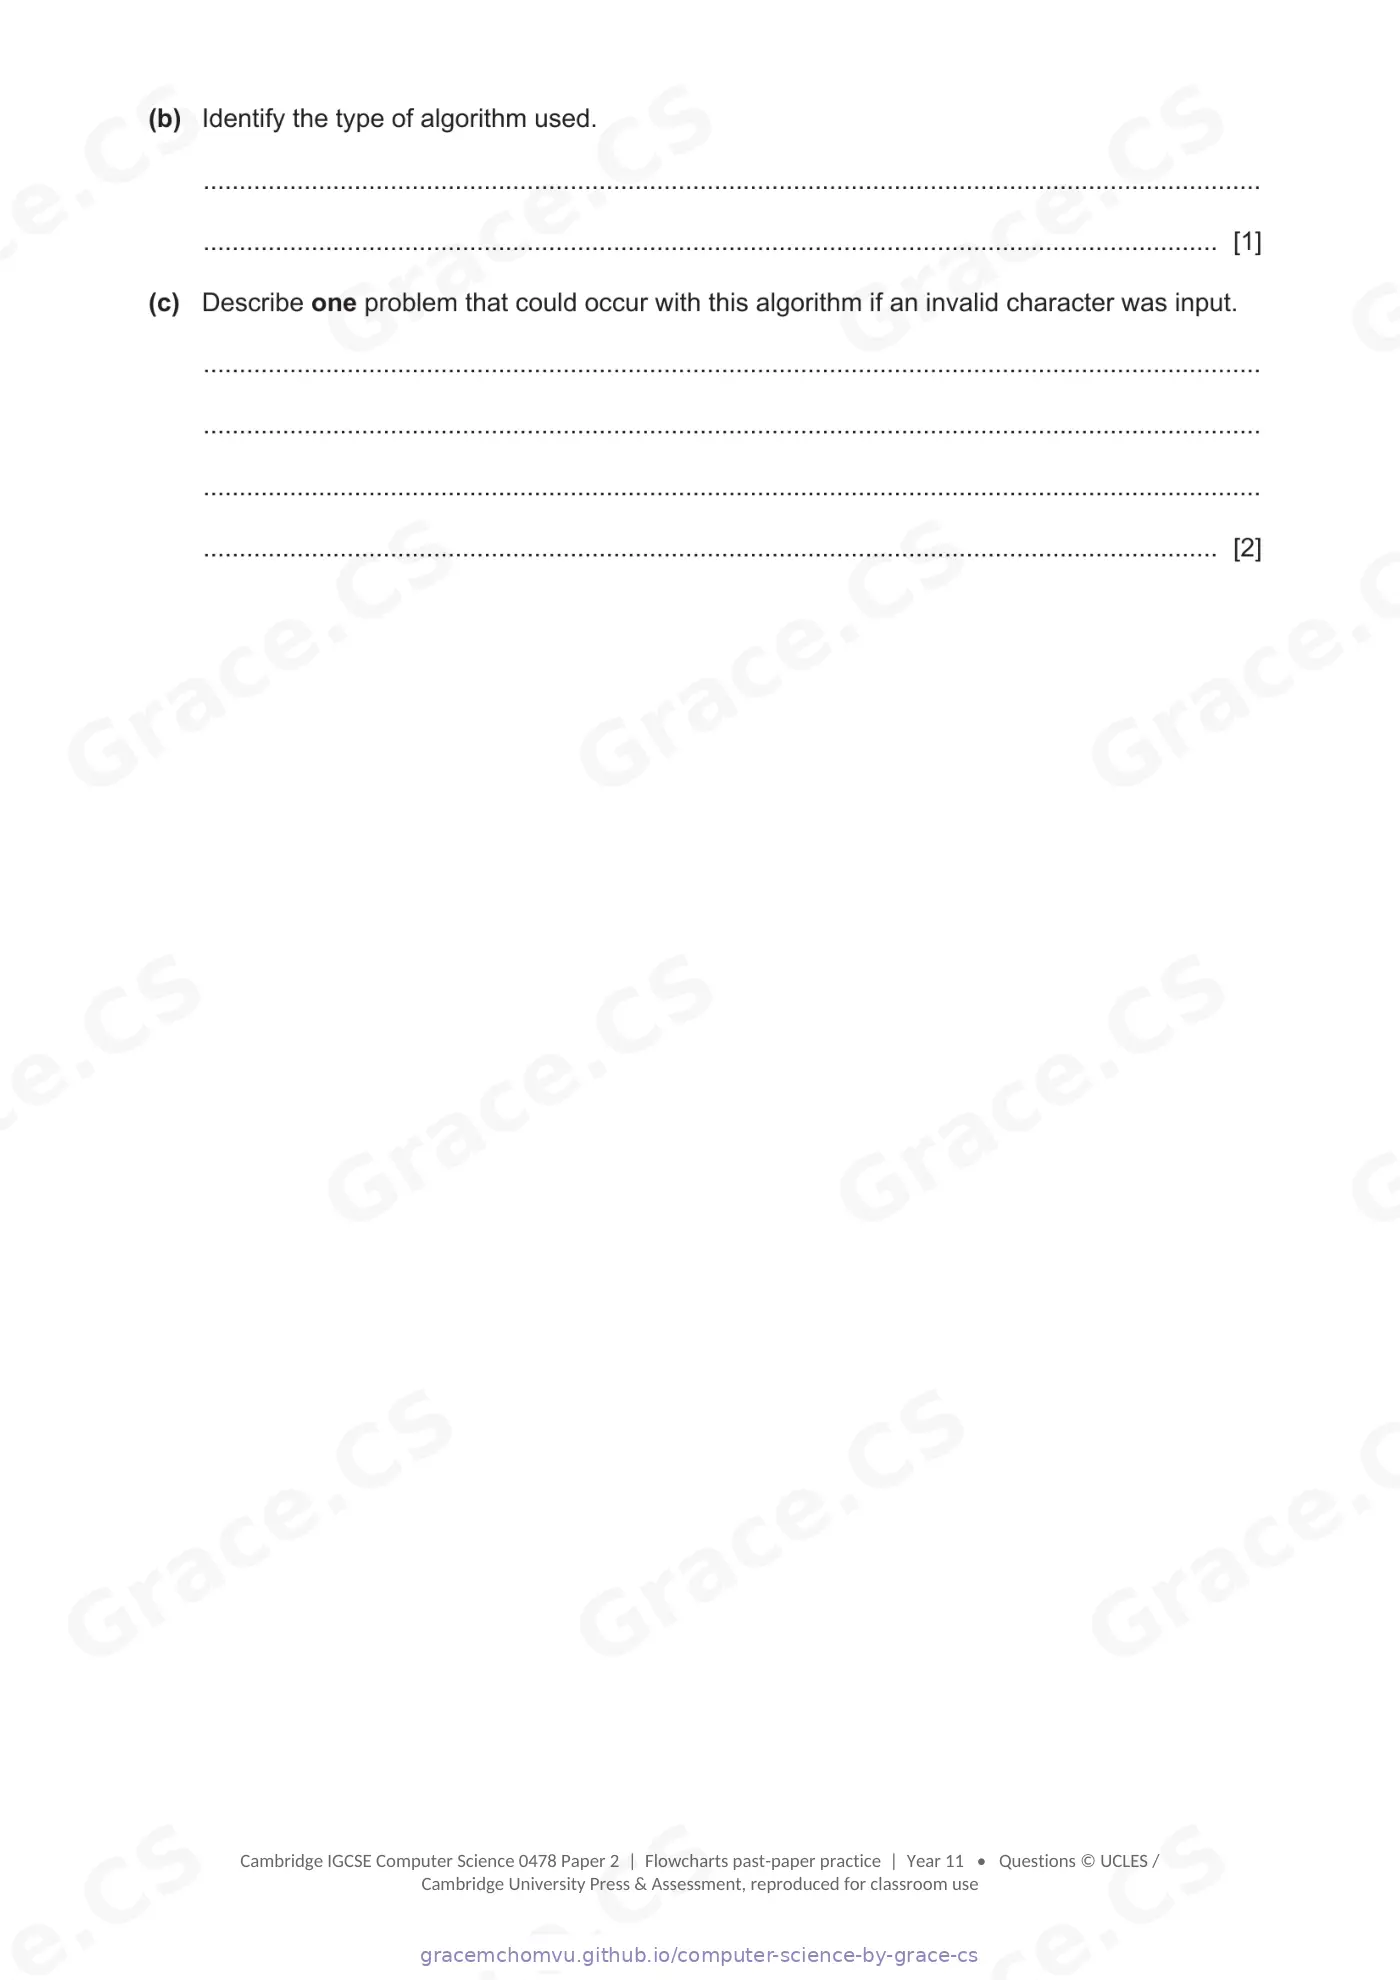 (b) Identify the type of algorithm used.
..........................................................................................................................................
.................................................................................................................................... [1]
(c) Describe one problem that could occur with this algorithm if an invalid character was input.
..........................................................................................................................................
..........................................................................................................................................
..........................................................................................................................................
.................................................................................................................................... [2]
Cambridge IGCSE Computer Science 0478 Paper 2 | Flowcharts past-paper practice | Year 11 • Questions © UCLES /
Cambridge University Press & Assessment, reproduced for classroom use
gracemchomvu.github.io/computer-science-by-grace-cs
Grace.CS